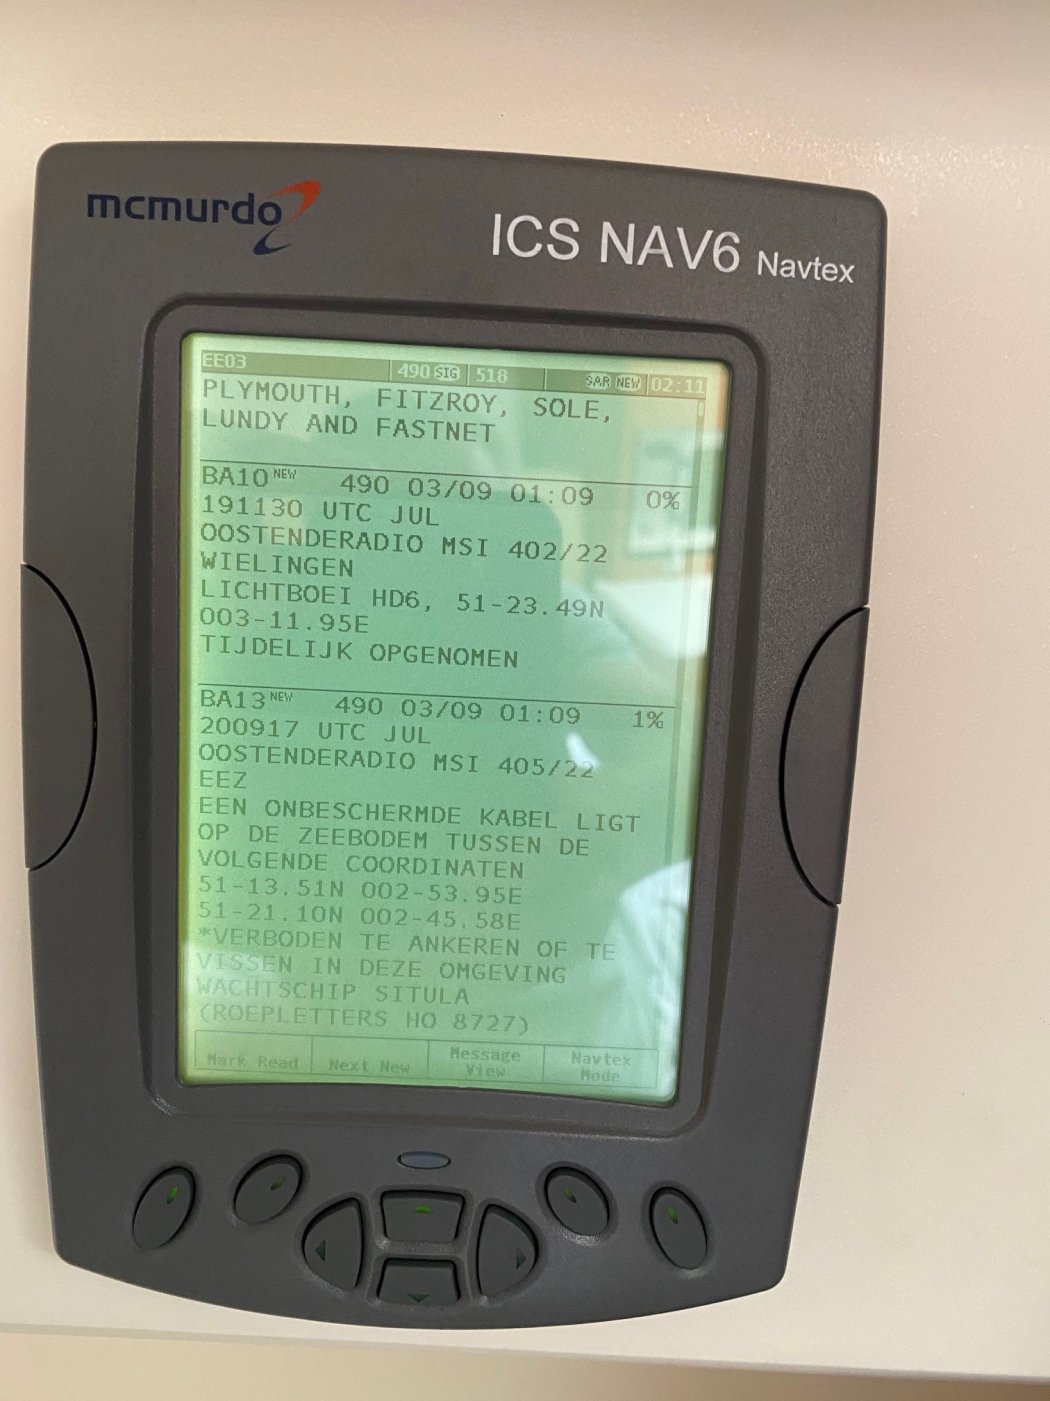 mcmurdo
ICS NAV6 Navtex
EE03 490 SIG 518 SAR NEW 02:11
PLYMOUTH, FITZROY, SOLE,
LUNDY AND FASTNET
BA10 NEW 490 03/09 01:09 0%
191130 UTC JUL
OOSTENDERADIO MSI 402/22
WIELINGEN
LICHTBOEI HD6, 51-23.49N
003-11.95E
TIJDELIJK OPGENOMEN
BA13 NEW 490 03/09 01:09 1%
200917 UTC JUL
OOSTENDERADIO MSI 405/22
EEZ
EEN ONBESCHERMDE KABEL LIGT
OP DE ZEEBODEM TUSSEN DE
VOLGENDE COORDINATEN
51-13.51N 002-53.95E
51-21.10N 002-45.58E
*VERBODEN TE ANKEREN OF TE
VISSEN IN DEZE OMGEVING
WACHTSCHIP SITULA
(ROEPLETTERS HO 8727)
Mark Read Next New Message View Navtex Mode